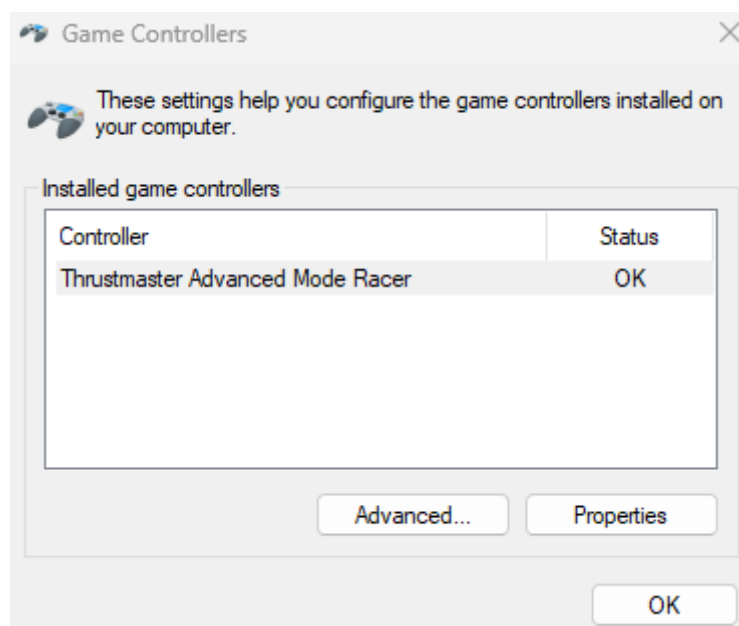 Game Controllers
These settings help you configure the game controllers installed on
your computer.
Installed game controllers
Controller Status
Thrustmaster Advanced Mode Racer OK
Advanced... Properties
OK